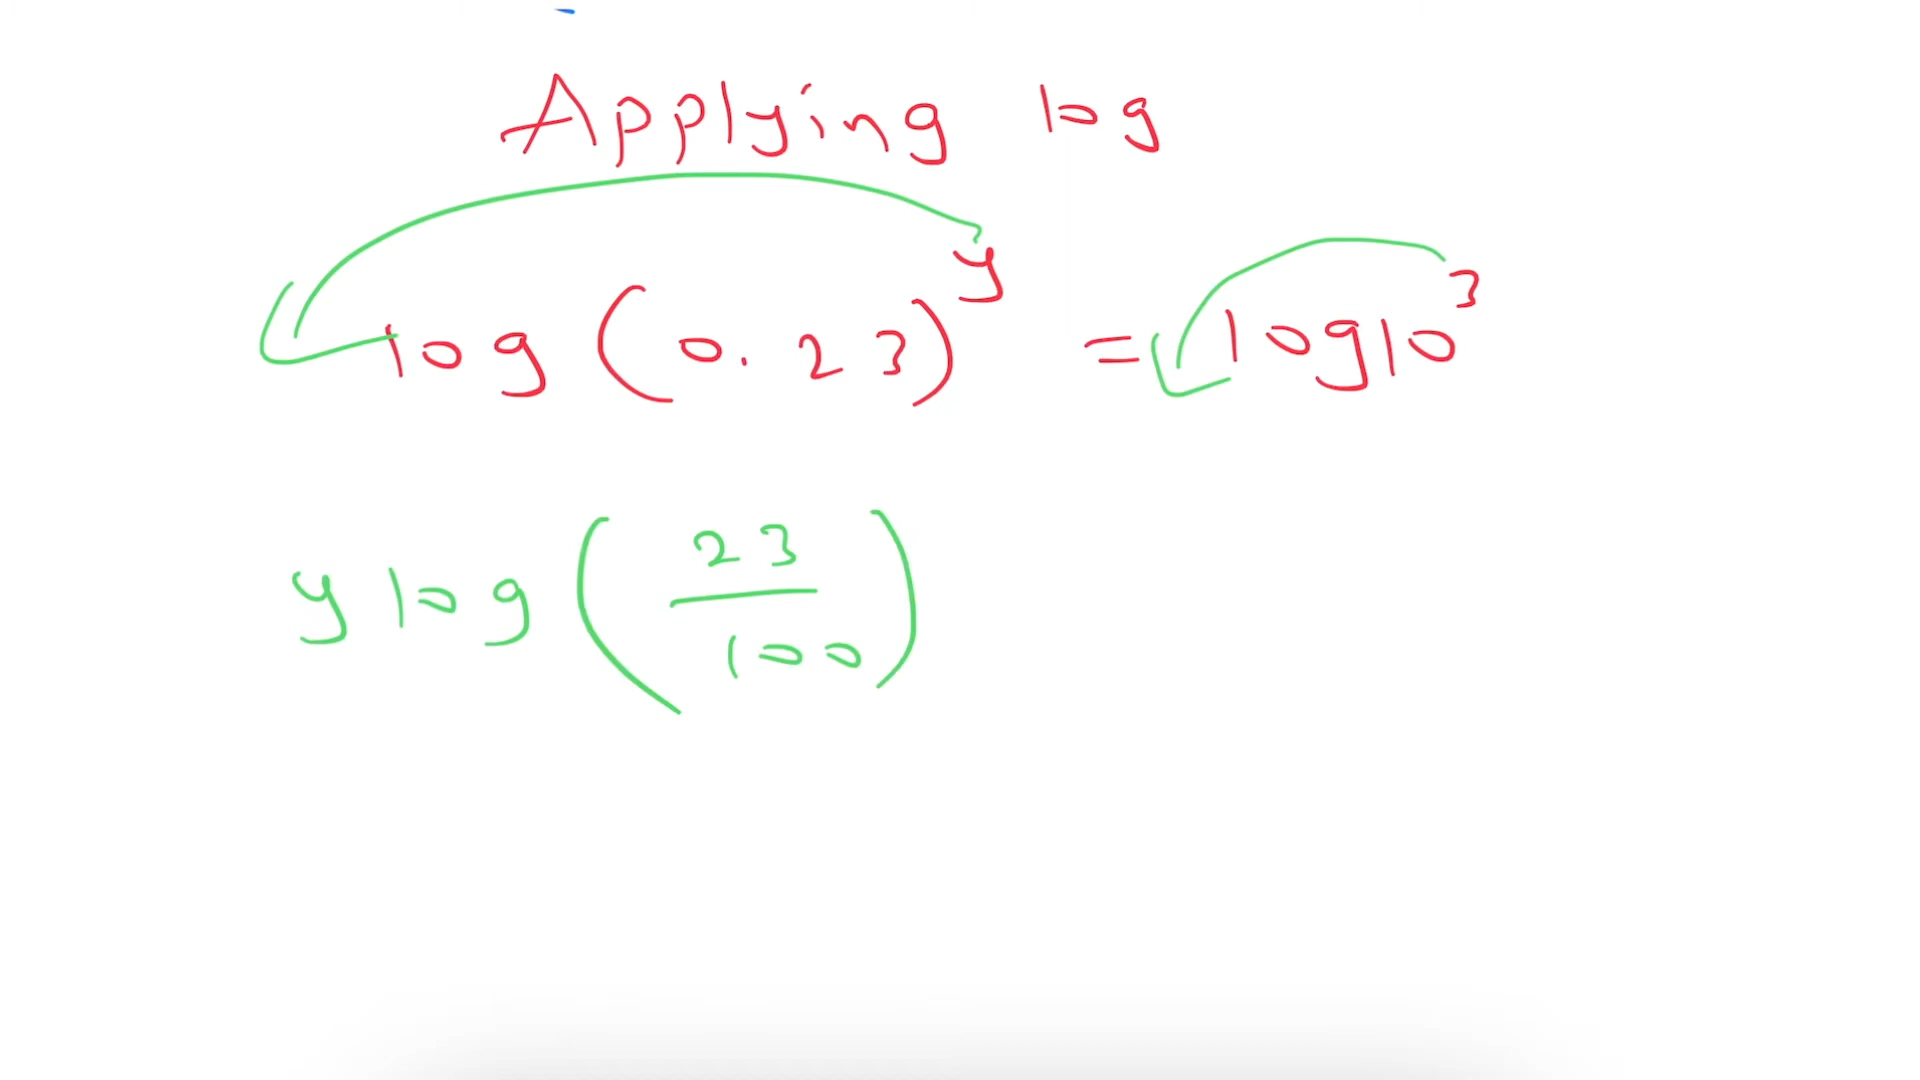 Applying log
log (0.23)^y = log10^3
y log (23/100)